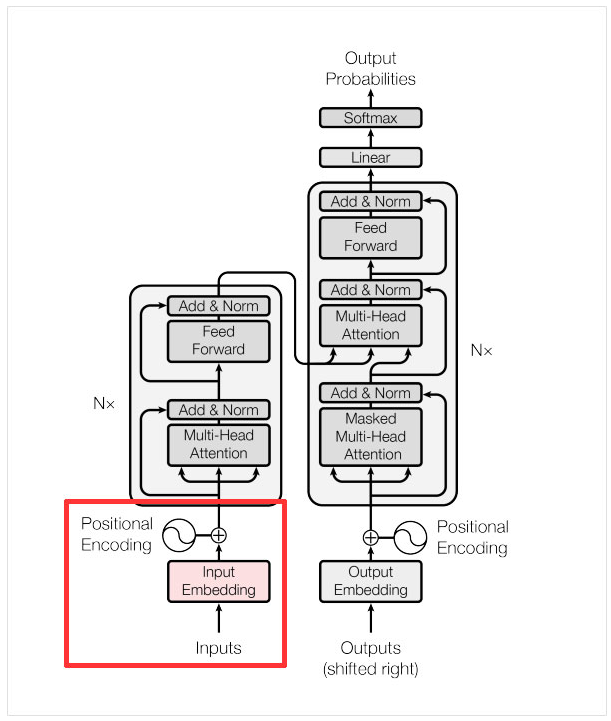 Output
Probabilities
Softmax
Linear
Add & Norm
Feed
Forward
Add & Norm
Multi-Head
Attention
Add & Norm
Masked
Multi-Head
Attention
N×
Add & Norm
Feed
Forward
Add & Norm
Multi-Head
Attention
N×
Positional
Encoding
Input
Embedding
Inputs
Positional
Encoding
Output
Embedding
Outputs
(shifted right)